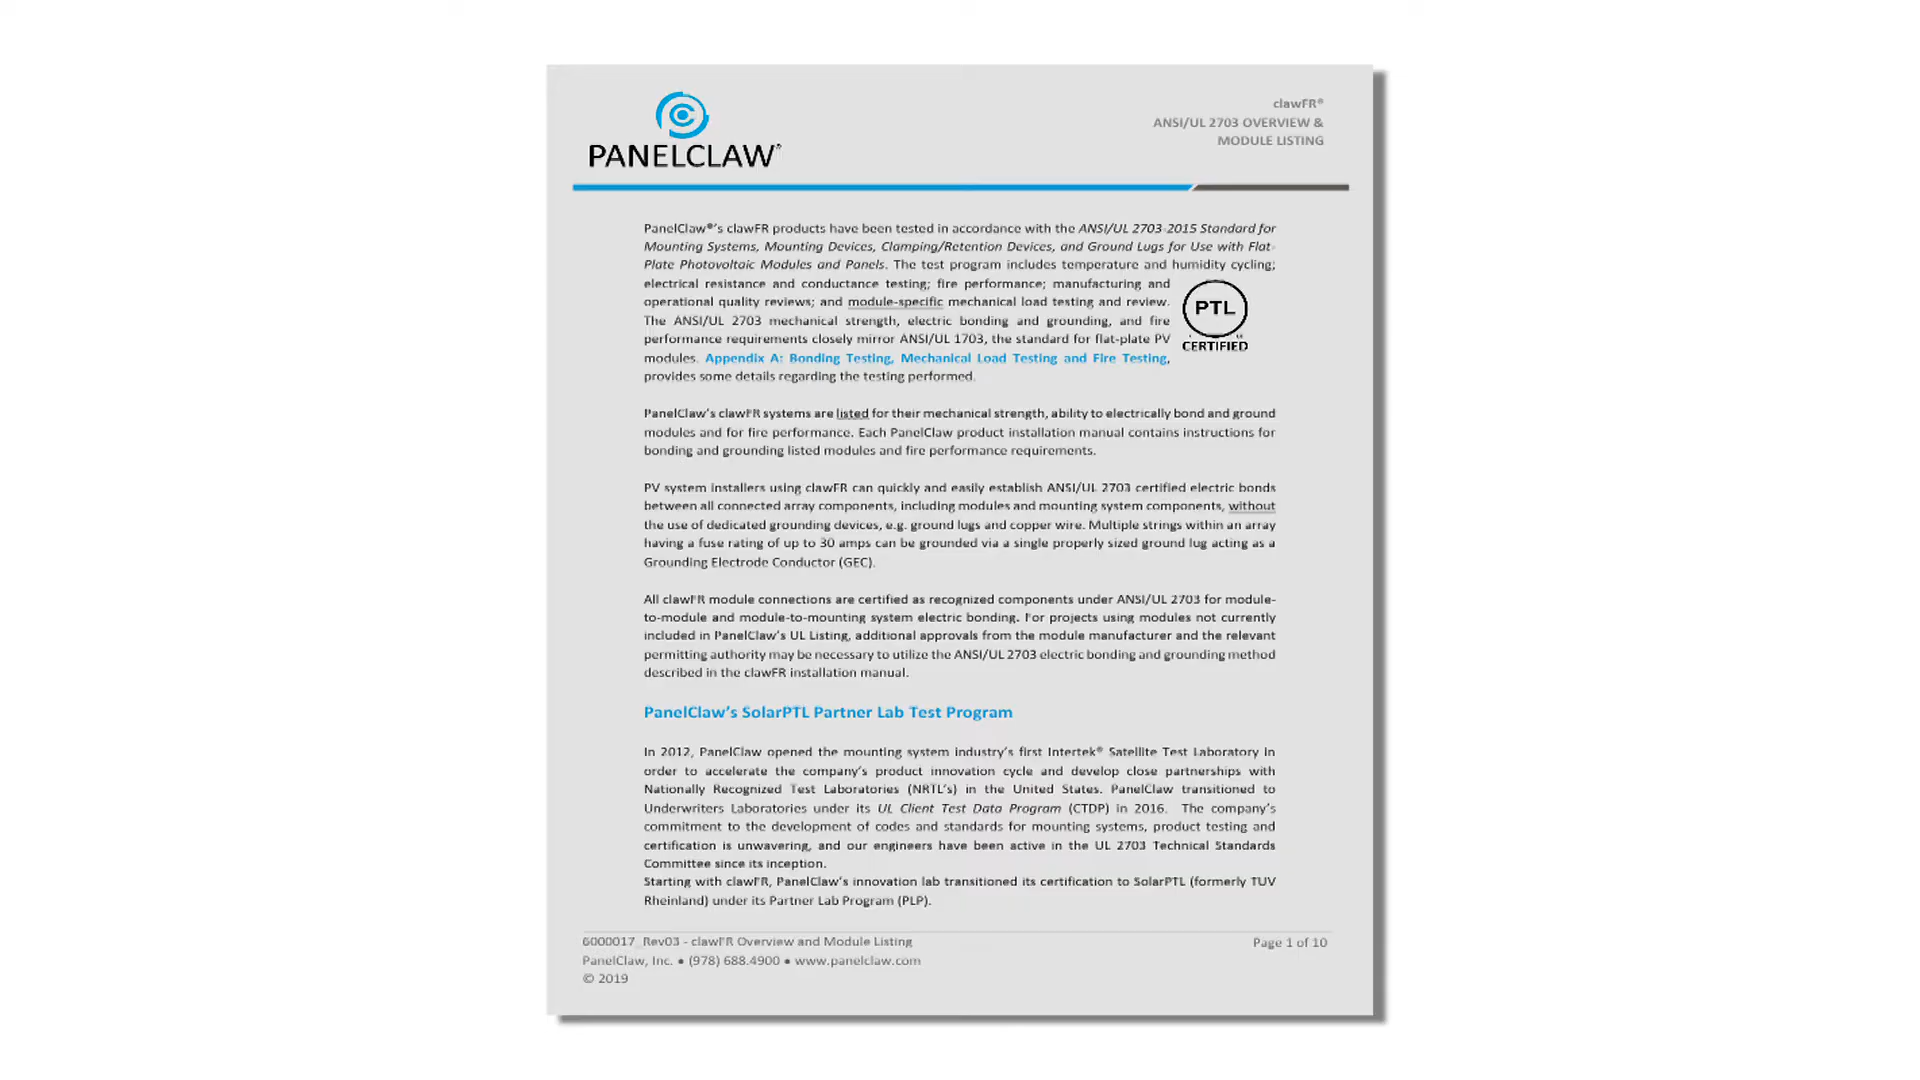 PANELCLAW®
clawFR®
ANSI/UL 2703 OVERVIEW &
MODULE LISTING
PanelClaw®'s clawFR products have been tested in accordance with the ANSI/UL 2703-2015 Standard for
Mounting Systems, Mounting Devices, Clamping/Retention Devices, and Ground Lugs for Use with Flat-
Plate Photovoltaic Modules and Panels. The test program includes temperature and humidity cycling;
electrical resistance and conductance testing; fire performance; manufacturing and
operational quality reviews; and module-specific mechanical load testing and review.
The ANSI/UL 2703 mechanical strength, electric bonding and grounding, and fire
performance requirements closely mirror ANSI/UL 1703, the standard for flat-plate PV
modules. Appendix A: Bonding Testing, Mechanical Load Testing and Fire Testing,
provides some details regarding the testing performed.
PTL
CERTIFIED
PanelClaw's clawFR systems are listed for their mechanical strength, ability to electrically bond and ground
modules and for fire performance. Each PanelClaw product installation manual contains instructions for
bonding and grounding listed modules and fire performance requirements.
PV system installers using clawFR can quickly and easily establish ANSI/UL 2703 certified electric bonds
between all connected array components, including modules and mounting system components, without
the use of dedicated grounding devices, e.g. ground lugs and copper wire. Multiple strings within an array
having a fuse rating of up to 30 amps can be grounded via a single properly sized ground lug acting as a
Grounding Electrode Conductor (GEC).
All clawFR module connections are certified as recognized components under ANSI/UL 2703 for module-
to-module and module-to-mounting system electric bonding. For projects using modules not currently
included in PanelClaw's UL Listing, additional approvals from the module manufacturer and the relevant
permitting authority may be necessary to utilize the ANSI/UL 2703 electric bonding and grounding method
described in the clawFR installation manual.
PanelClaw's SolarPTL Partner Lab Test Program
In 2012, PanelClaw opened the mounting system industry's first Intertek® Satellite Test Laboratory in
order to accelerate the company's product innovation cycle and develop close partnerships with
Nationally Recognized Test Laboratories (NRTL's) in the United States. PanelClaw transitioned to
Underwriters Laboratories under its UL Client Test Data Program (CTDP) in 2016. The company's
commitment to the development of codes and standards for mounting systems, product testing and
certification is unwavering, and our engineers have been active in the UL 2703 Technical Standards
Committee since its inception.
Starting with clawFR, PanelClaw's innovation lab transitioned its certification to SolarPTL (formerly TUV
Rheinland) under its Partner Lab Program (PLP).
6000017_Rev03 - clawFR Overview and Module Listing
Page 1 of 10
PanelClaw, Inc. • (978) 688.4900 • www.panelclaw.com
© 2019